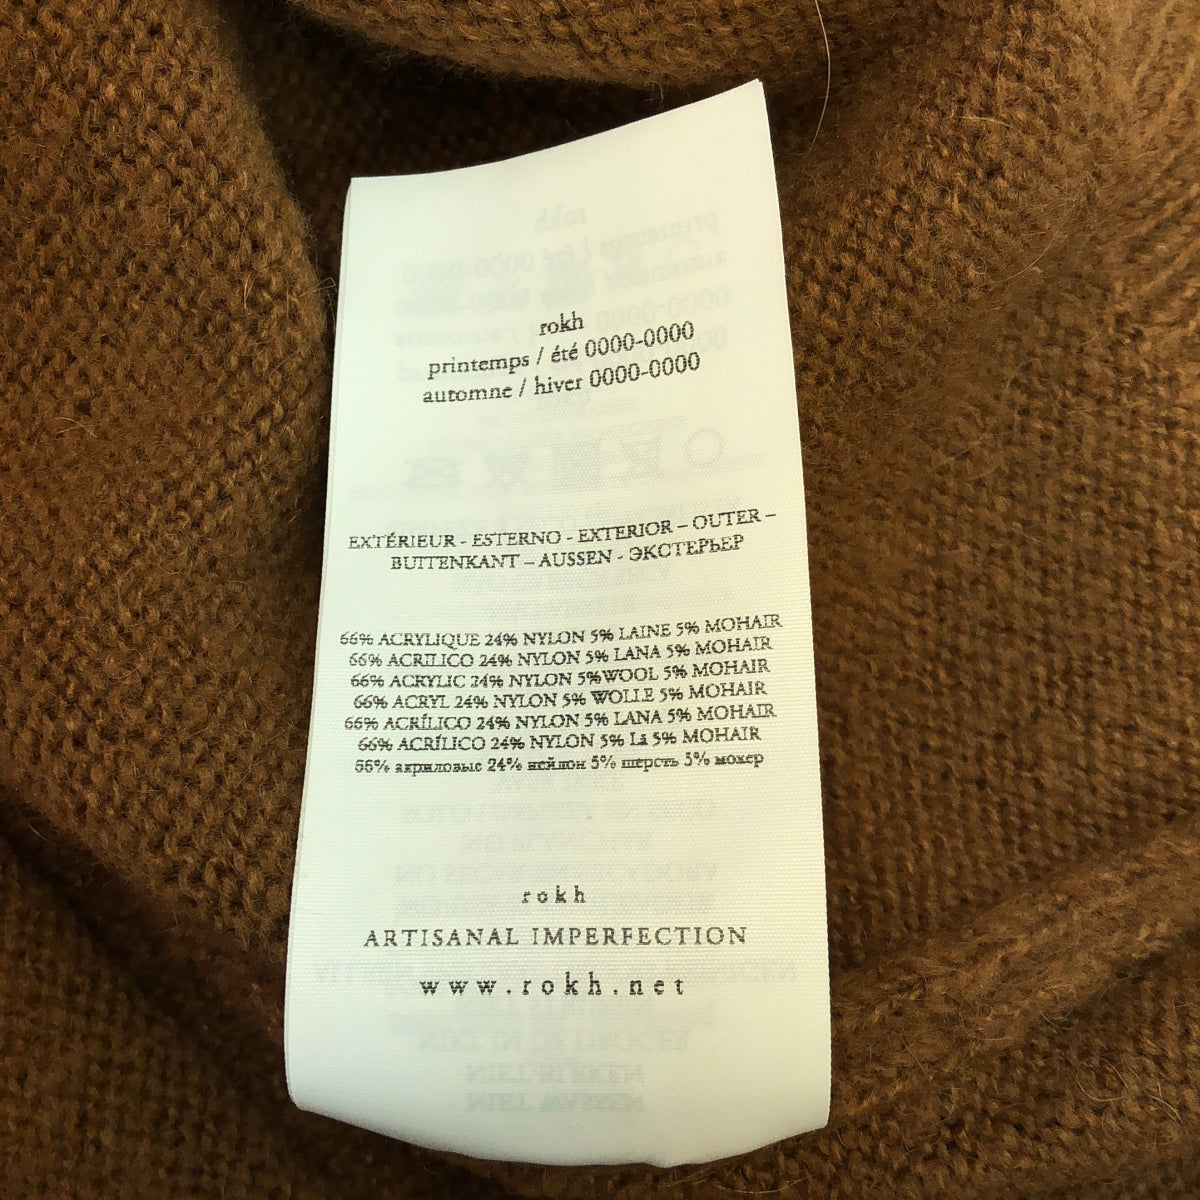 rokh
printemps / été 0000-0000
automne / hiver 0000-0000
EXTÉRIEUR - ESTERNO - EXTERIOR – OUTER –
BUITENKANT – AUSSEN - ЭКСТЕРЬЕР
66% ACRYLIQUE 24% NYLON 5% LAINE 5% MOHAIR
66% ACRILICO 24% NYLON 5% LANA 5% MOHAIR
66% ACRYLIC 24% NYLON 5%WOOL 5% MOHAIR
66% ACRYL 24% NYLON 5% WOLLE 5% MOHAIR
66% ACRÍLICO 24% NYLON 5% LANA 5% MOHAIR
66% ACRÍLICO 24% NYLON 5% Lã 5% MOHAIR
66% акриловые 24% нейлон 5% шерсть 5% мохер
rokh
ARTISANAL IMPERFECTION
www.rokh.net